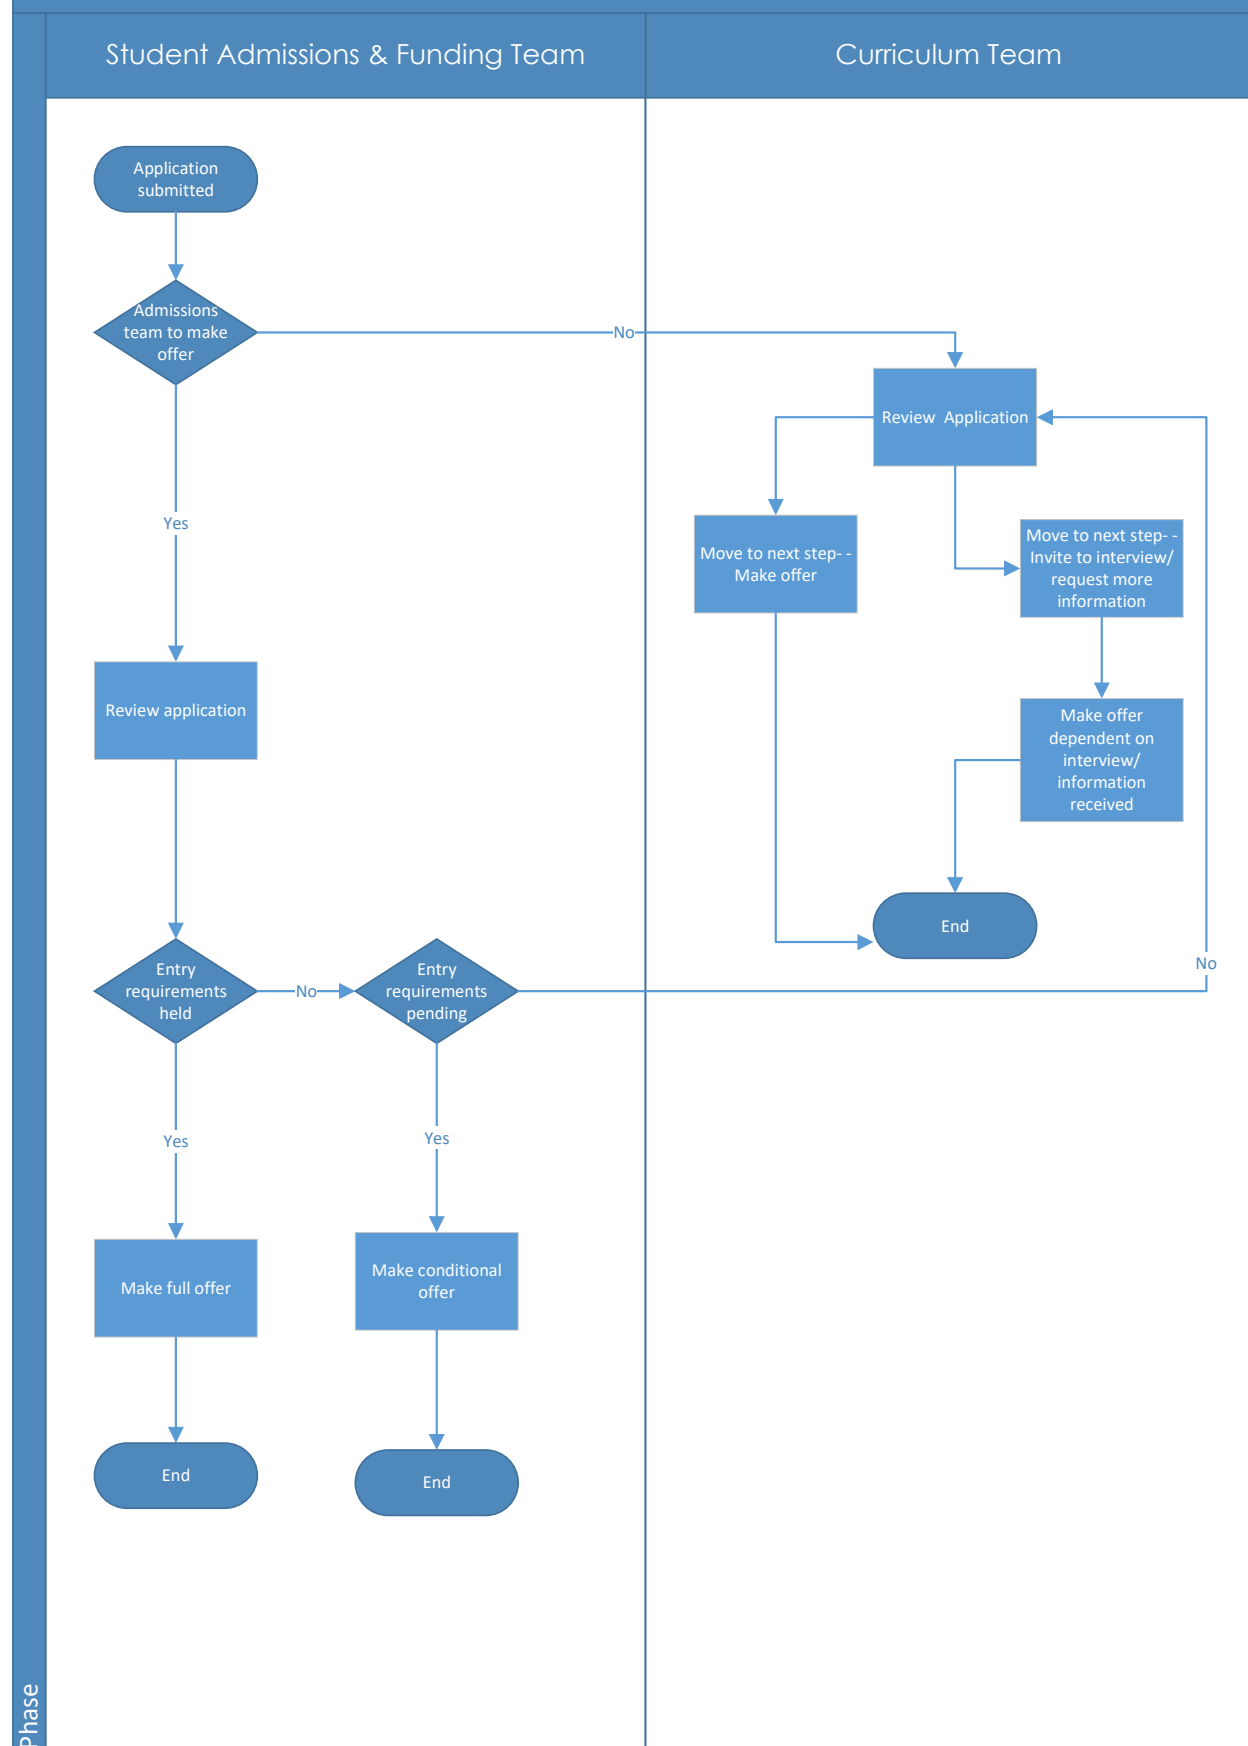 Student Admissions & Funding Team
Curriculum Team
Application
submitted
Admissions
team to make
offer
No
Review  Application
Yes
Move to next step- -
Make offer
Move to next step- -
Invite to interview/
request more
information
Review application
Make offer
dependent on
interview/
information
received
End
No
Entry
requirements
held
No
Entry
requirements
pending
Yes
Yes
Make full offer
Make conditional
offer
End
End
Phase